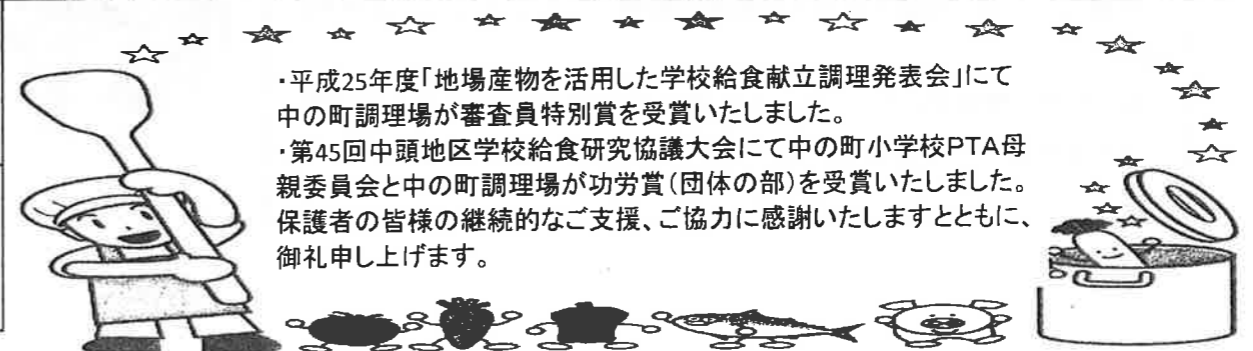 ・平成25年度「地場産物を活用した学校給食献立調理発表会」にて
中の町調理場が審査員特別賞を受賞いたしました。
・第45回中頭地区学校給食研究協議大会にて中の町小学校PTA母
親委員会と中の町調理場が功労賞(団体の部)を受賞いたしました。
保護者の皆様の継続的なご支援、ご協力に感謝いたしますとともに、
御礼申し上げます。